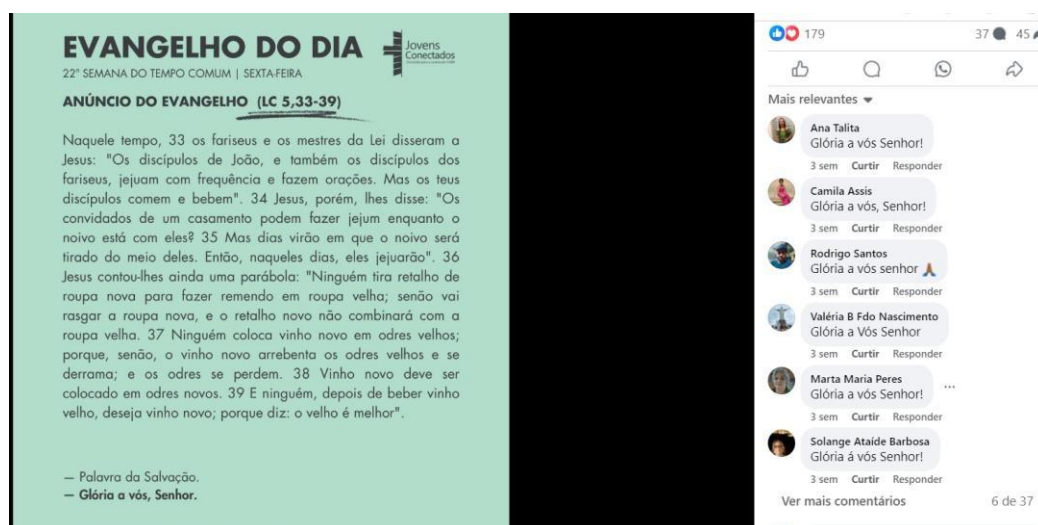 EVANGELHO DO DIA
Jovens
Conectados
22ª SEMANA DO TEMPO COMUM | SEXTA-FEIRA
ANÚNCIO DO EVANGELHO (LC 5,33-39)
Naquele tempo, 33 os fariseus e os mestres da Lei disseram a
Jesus: "Os discípulos de João, e também os discípulos dos
fariseus, jejuam com frequência e fazem orações. Mas os teus
discípulos comem e bebem". 34 Jesus, porém, lhes disse: "Os
convidados de um casamento podem fazer jejum enquanto o
noivo está com eles? 35 Mas dias virão em que o noivo será
tirado do meio deles. Então, naqueles dias, eles jejuarão". 36
Jesus contou-lhes ainda uma parábola: "Ninguém tira retalho de
roupa nova para fazer remendo em roupa velha; senão vai
rasgar a roupa nova, e o retalho novo não combinará com a
roupa velha. 37 Ninguém coloca vinho novo em odres velhos;
porque, senão, o vinho novo arrebenta os odres velhos e se
derrama; e os odres se perdem. 38 Vinho novo deve ser
colocado em odres novos. 39 E ninguém, depois de beber vinho
velho, deseja vinho novo; porque diz: o velho é melhor".
— Palavra da Salvação.
— Glória a vós, Senhor.
179 37 45
Mais relevantes
Ana Talita
Glória a vós Senhor!
3 sem Curtir Responder
Camila Assis
Glória a vós, Senhor!
3 sem Curtir Responder
Rodrigo Santos
Glória a vós senhor 🙏🏾
3 sem Curtir Responder
Valéria B Fdo Nascimento
Glória a Vós Senhor
3 sem Curtir Responder
Marta Maria Peres
Glória a vós Senhor!
3 sem Curtir Responder
Solange Ataíde Barbosa
Glória á vós Senhor!
3 sem Curtir Responder
Ver mais comentários 6 de 37